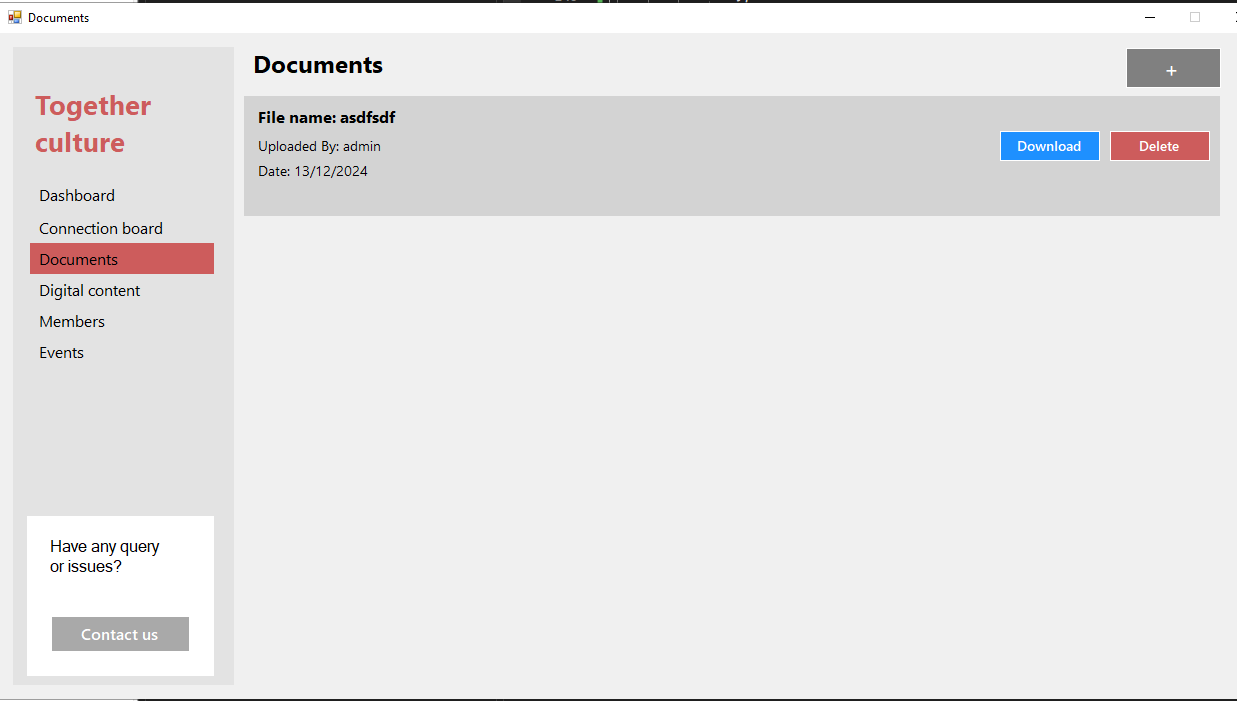 Documents
Together
culture
Dashboard
Connection board
Documents
Digital content
Members
Events
Have any query
or issues?
Contact us
Documents
+
File name: asdfsdf
Uploaded By: admin
Date: 13/12/2024
Download
Delete